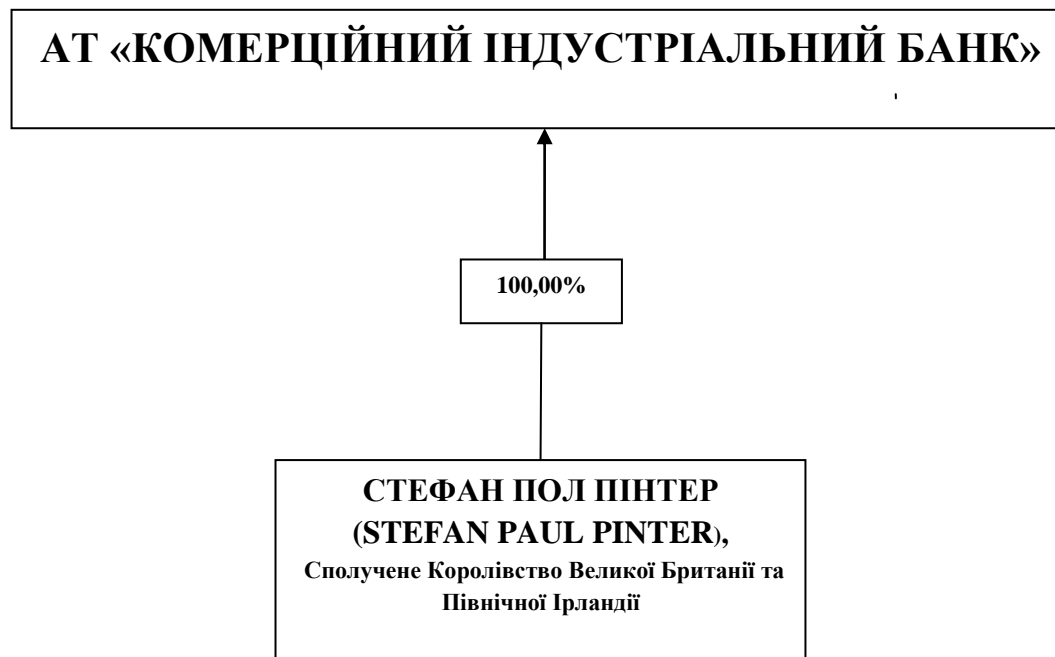 АТ «КОМЕРЦІЙНИЙ ІНДУСТРІАЛЬНИЙ БАНК»
100,00%
СТЕФАН ПОЛ ПІНТЕР
(STEFAN PAUL PINTER),
Сполучене Королівство Великої Британії та
Північної Ірландії